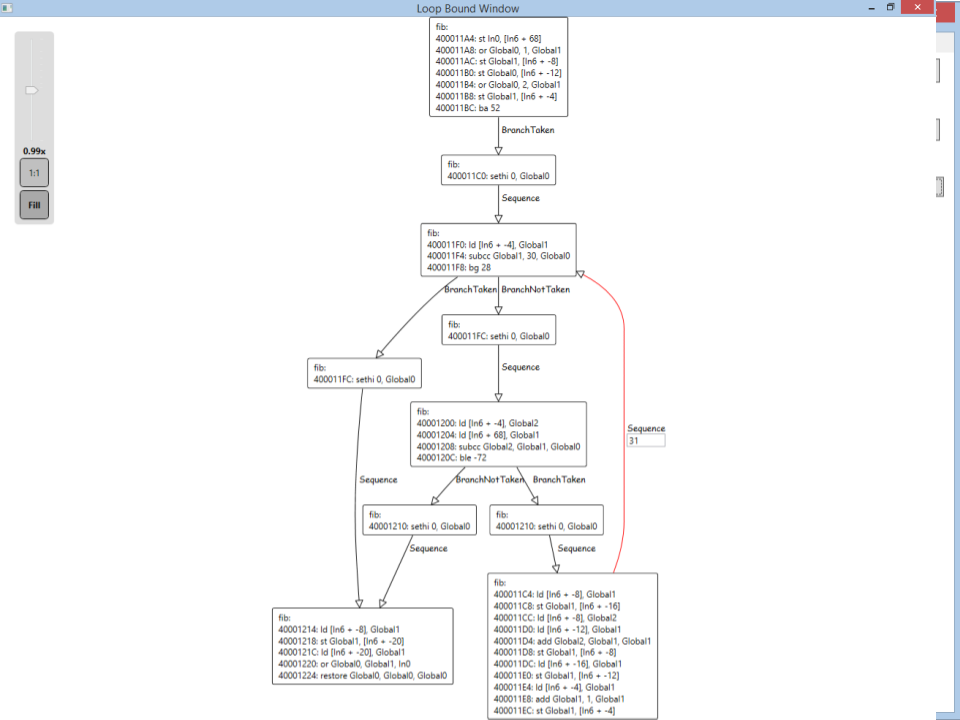 Loop Bound Window
fib:
400011A4: st In0, [In6 + 68]
400011A8: or Global0, 1, Global1
400011AC: st Global1, [In6 + -8]
400011B0: st Global0, [In6 + -12]
400011B4: or Global0, 2, Global1
400011B8: st Global1, [In6 + -4]
400011BC: ba 52
BranchTaken
0.99x
1:1
Fill
fib:
400011C0: sethi 0, Global0
Sequence
fib:
400011F0: ld [In6 + -4], Global1
400011F4: subcc Global1, 30, Global0
400011F8: bg 28
BranchTaken
BranchNotTaken
fib:
400011FC: sethi 0, Global0
Sequence
fib:
400011FC: sethi 0, Global0
fib:
40001200: ld [In6 + -4], Global2
40001204: ld [In6 + 68], Global1
40001208: subcc Global2, Global1, Global0
4000120C: ble -72
Sequence
31
Sequence
BranchNotTaken
BranchTaken
fib:
40001210: sethi 0, Global0
fib:
40001210: sethi 0, Global0
Sequence
Sequence
fib:
40001214: ld [In6 + -8], Global1
40001218: st Global1, [In6 + -20]
4000121C: ld [In6 + -20], Global1
40001220: or Global0, Global1, In0
40001224: restore Global0, Global0, Global0
fib:
400011C4: ld [In6 + -8], Global1
400011C8: st Global1, [In6 + -16]
400011CC: ld [In6 + -8], Global2
400011D0: ld [In6 + -12], Global1
400011D4: add Global2, Global1, Global1
400011D8: st Global1, [In6 + -8]
400011DC: ld [In6 + -16], Global1
400011E0: st Global1, [In6 + -12]
400011E4: ld [In6 + -4], Global1
400011E8: add Global1, 1, Global1
400011EC: st Global1, [In6 + -4]